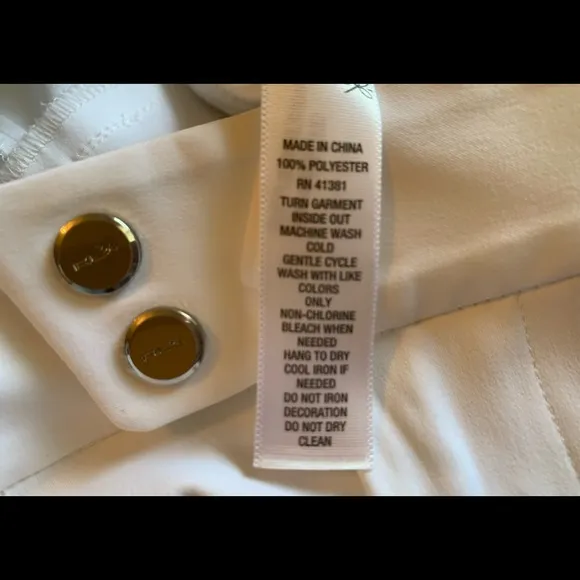 MADE IN CHINA
100% POLYESTER
RN 41381
TURN GARMENT
INSIDE OUT
MACHINE WASH
COLD
GENTLE CYCLE
WASH WITH LIKE
COLORS
ONLY
NON-CHLORINE
BLEACH WHEN
NEEDED
HANG TO DRY
COOL IRON IF
NEEDED
DO NOT IRON
DECORATION
DO NOT DRY
CLEAN